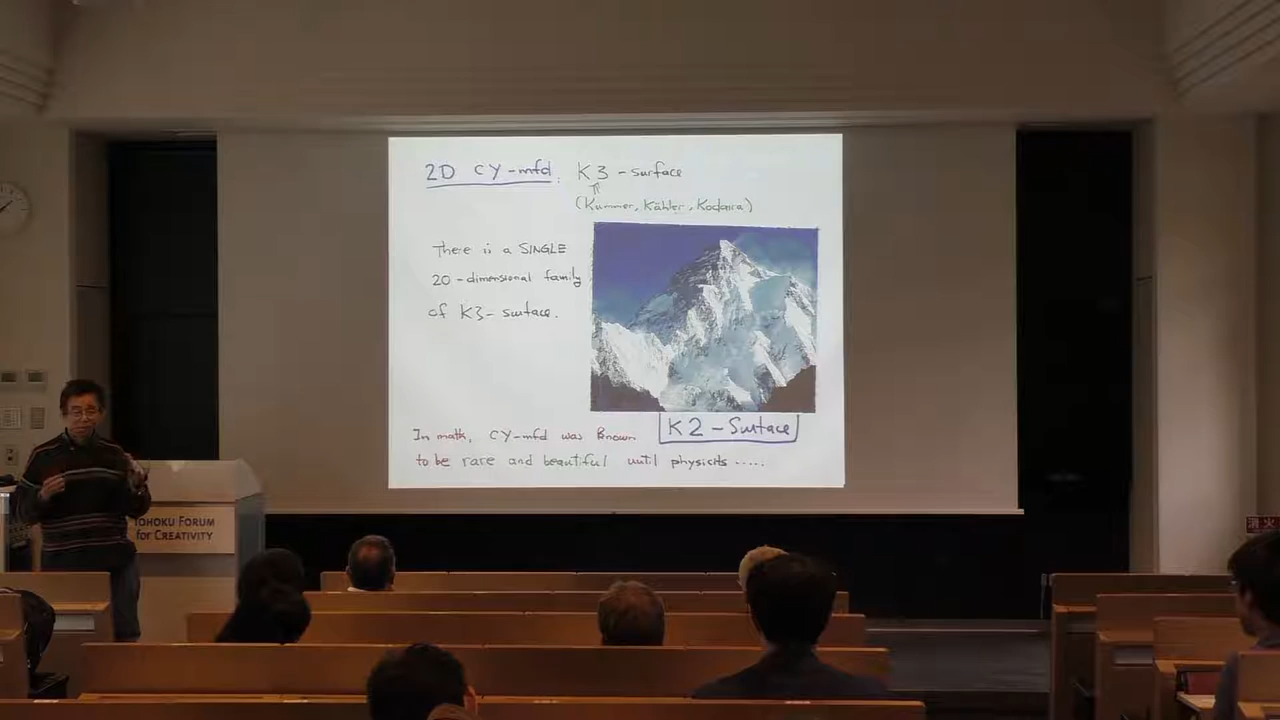 2D CY-mfd. K3-surface
(Kummer, Kähler, Kodaira)
There is a SINGLE
20-dimensional family
of K3-surface.
K2-Surface
In math, CY-mfd was known
to be rare and beautiful until physicits .....
TOHOKU FORUM
for CREATIVITY